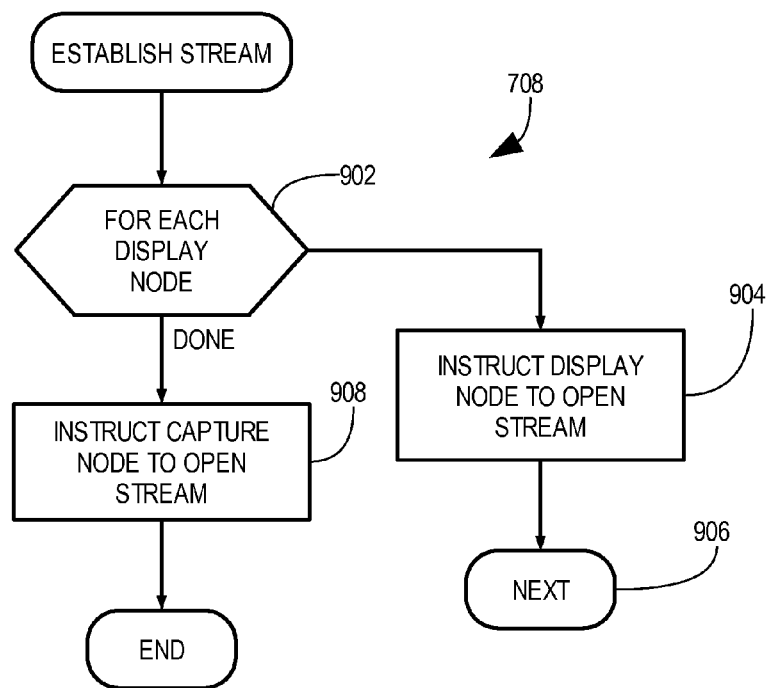 ESTABLISH STREAM
708
902
FOR EACH
DISPLAY
NODE
DONE
904
INSTRUCT DISPLAY
NODE TO OPEN
STREAM
908
INSTRUCT CAPTURE
NODE TO OPEN
STREAM
906
NEXT
END